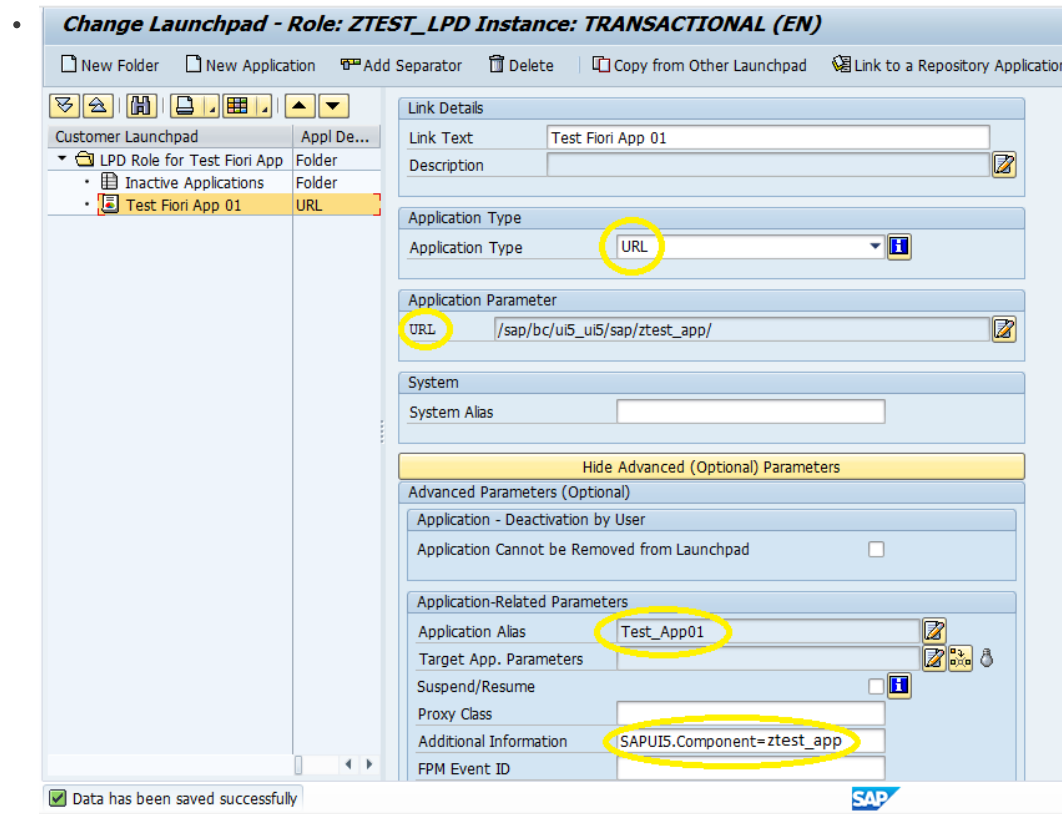 Change Launchpad - Role: ZTEST_LPD Instance: TRANSACTIONAL (EN)
New Folder New Application Add Separator Delete Copy from Other Launchpad Link to a Repository Application
Customer Launchpad Appl De...
LPD Role for Test Fiori App Folder
Inactive Applications Folder
Test Fiori App 01 URL
Link Details
Link Text Test Fiori App 01
Description
Application Type
Application Type URL
Application Parameter
URL /sap/bc/ui5_ui5/sap/ztest_app/
System
System Alias
Hide Advanced (Optional) Parameters
Advanced Parameters (Optional)
Application - Deactivation by User
Application Cannot be Removed from Launchpad
Application-Related Parameters
Application Alias Test_App01
Target App. Parameters
Suspend/Resume
Proxy Class
Additional Information SAPUI5.Component=ztest_app
FPM Event ID
Data has been saved successfully SAP